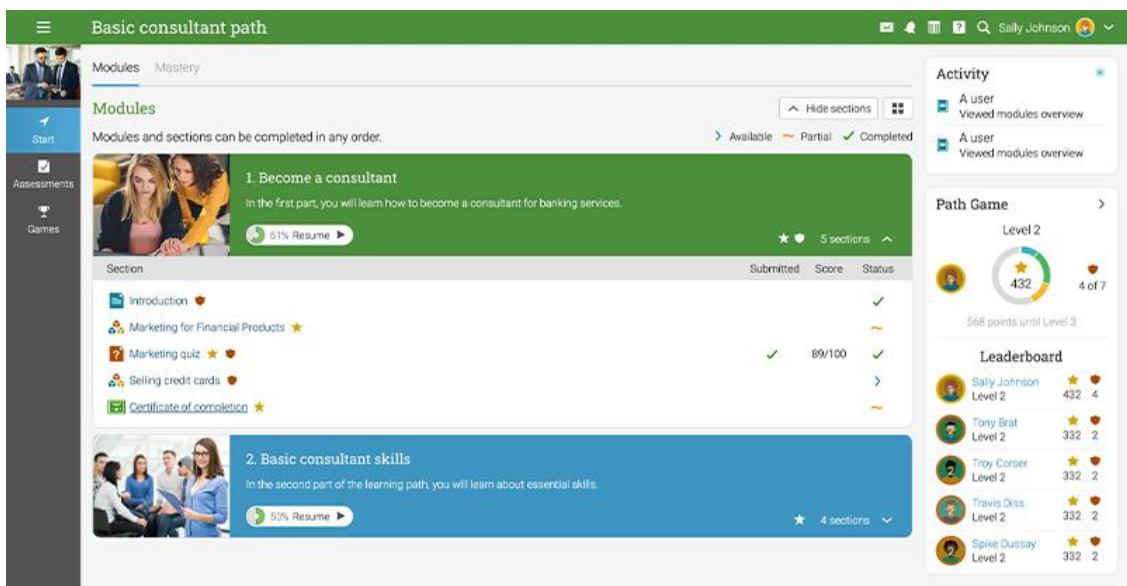 Basic consultant path
Sally Johnson
Start
Assessments
Games
Modules Mastery
Modules
Hide sections
Modules and sections can be completed in any order.
Available Partial Completed
1. Become a consultant
In the first part, you will learn how to become a consultant for banking services.
61% Resume
5 sections
Section Submitted Score Status
Introduction
Marketing for Financial Products
Marketing quiz 89/100
Selling credit cards
Certificate of completion
2. Basic consultant skills
In the second part of the learning path, you will learn about essential skills.
50% Resume
4 sections
Activity
A user
Viewed modules overview
A user
Viewed modules overview
Path Game
Level 2
432
4 of 7
568 points until Level 3
Leaderboard
Sally Johnson
Level 2 432 4
Tony Brat
Level 2 332 2
Troy Corser
Level 2 332 2
Travis Diss
Level 2 332 2
Spike Dussay
Level 2 332 2